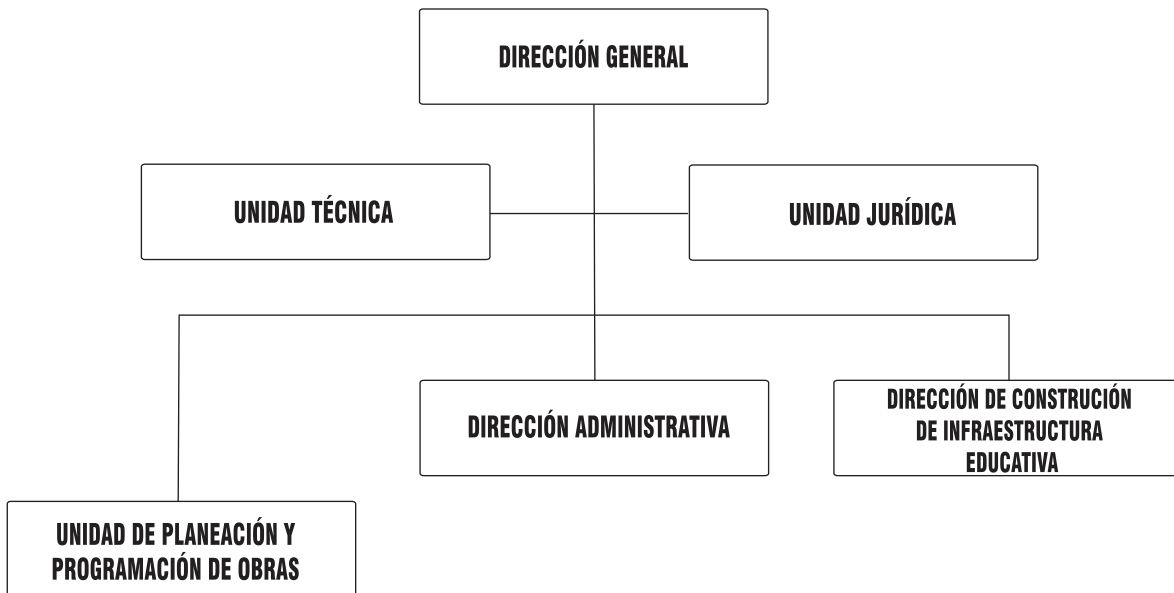 DIRECCIÓN GENERAL
UNIDAD TÉCNICA
UNIDAD JURÍDICA
DIRECCIÓN ADMINISTRATIVA
DIRECCIÓN DE CONSTRUCIÓN
DE INFRAESTRUCTURA
EDUCATIVA
UNIDAD DE PLANEACIÓN Y
PROGRAMACIÓN DE OBRAS